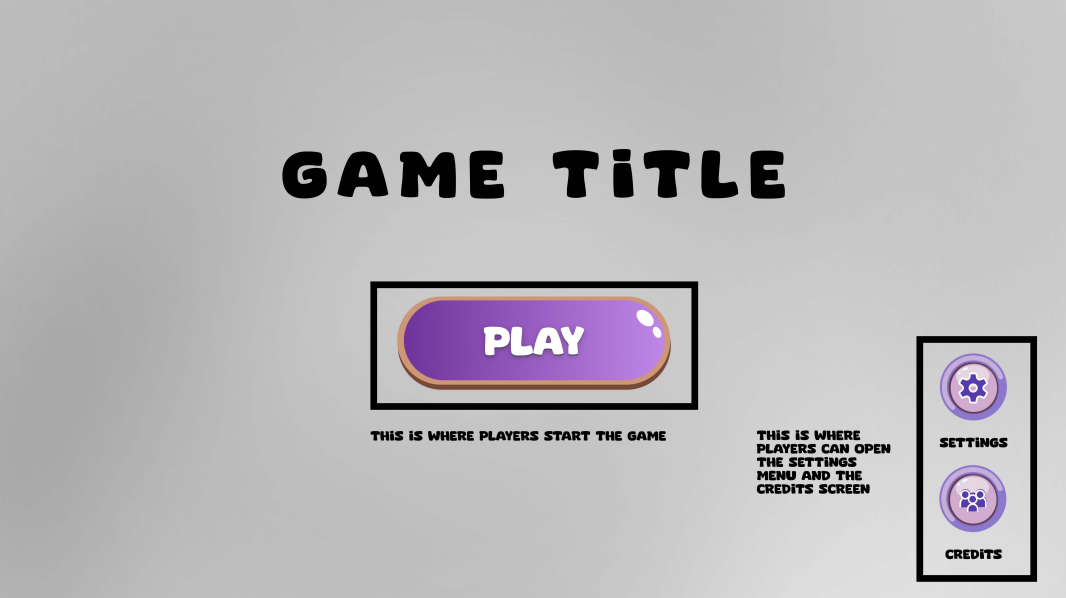 GAME TiTLE
PLAY
THiS iS WHERE PLAYERS START THE GAME
THiS iS WHERE
PLAYERS CAN OPEN
THE SETTiNGS
MENU AND THE
CREDiTS SCREEN
SETTiNGS
CREDiTS